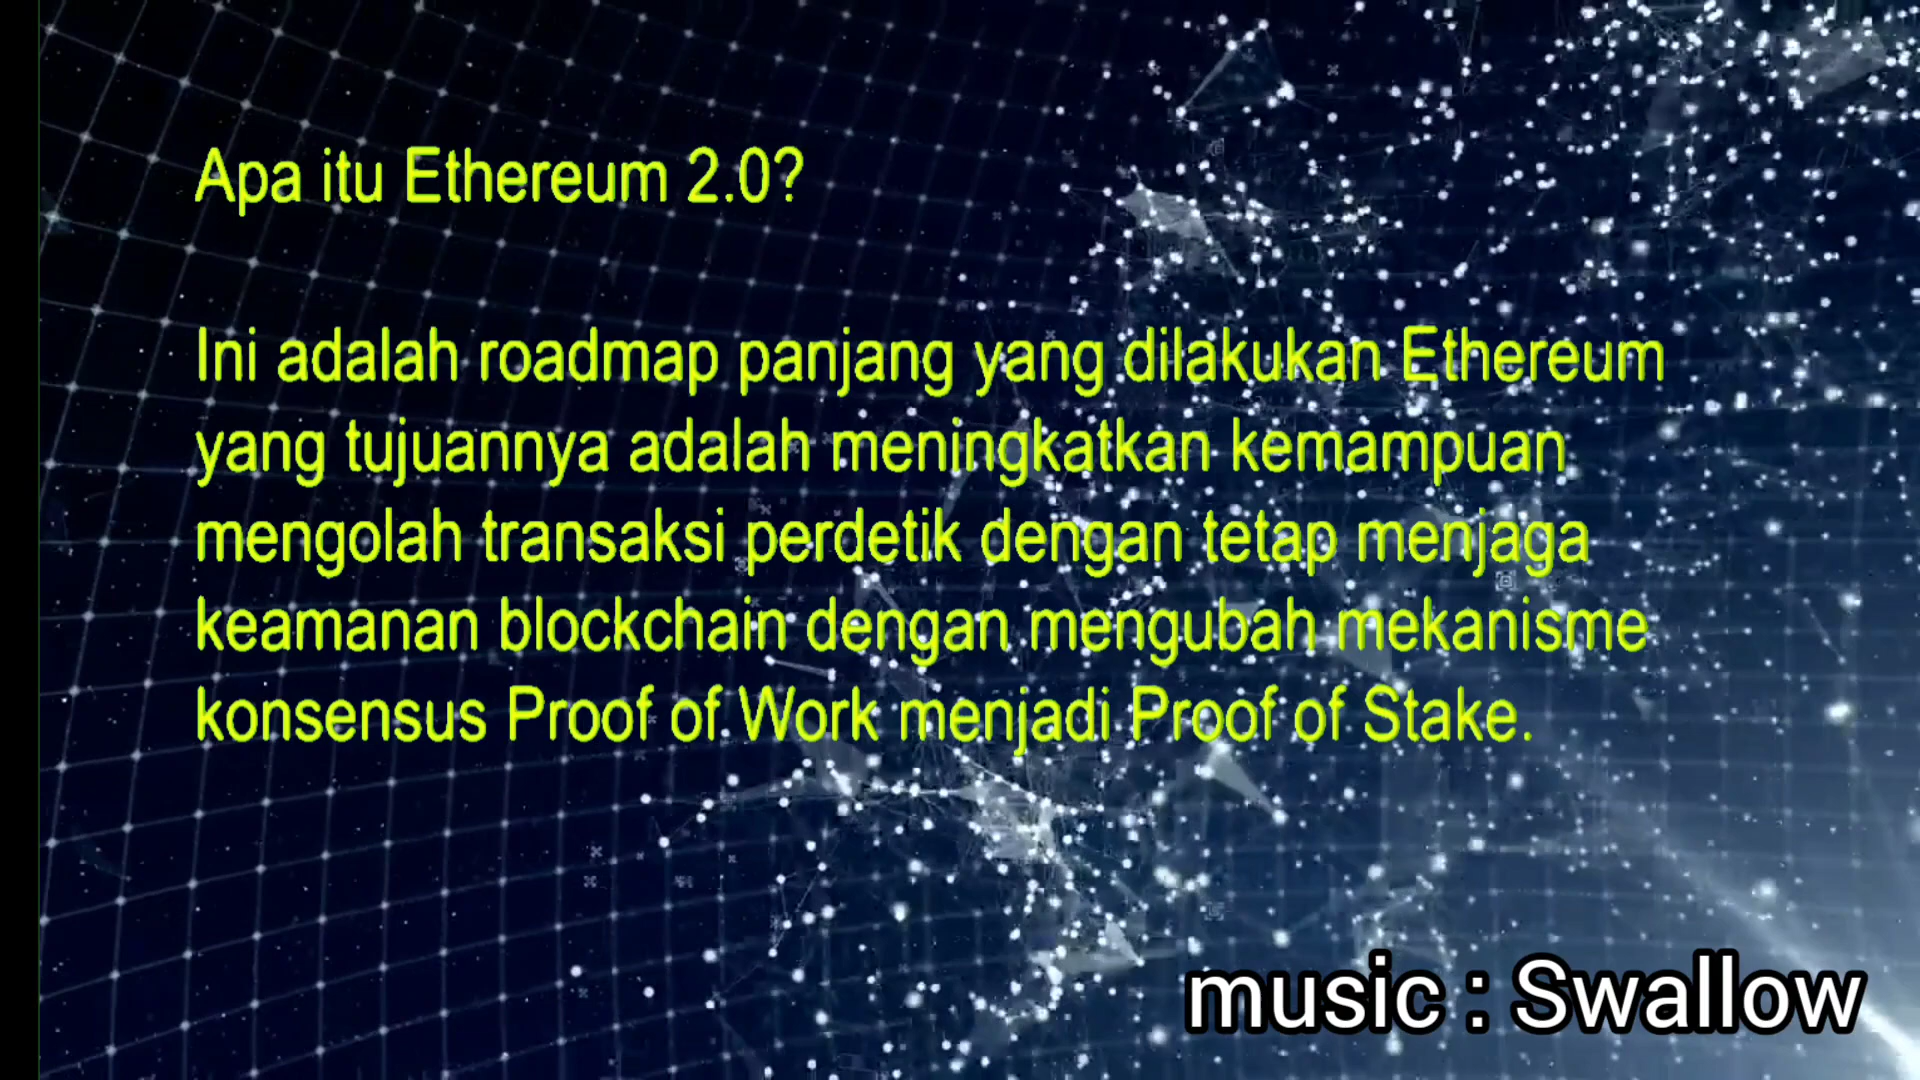 Apa itu Ethereum 2.0?
Ini adalah roadmap panjang yang dilakukan Ethereum
yang tujuannya adalah meningkatkan kemampuan
mengolah transaksi perdetik dengan tetap menjaga
keamanan blockchain dengan mengubah mekanisme
konsensus Proof of Work menjadi Proof of Stake.
music : Swallow